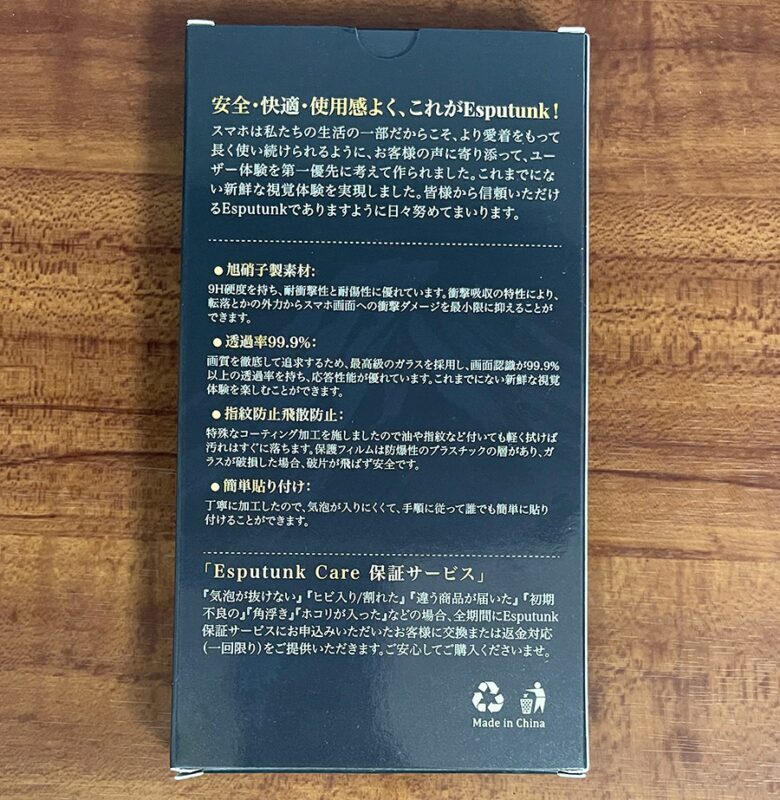 安全・快適・使用感よく、これがEsputunk！
スマホは私たちの生活の一部だからこそ、より愛着をもって
長く使い続けられるように、お客様の声に寄り添って、ユー
ザー体験を第一優先に考えて作られました。これまでにな
い新鮮な視覚体験を実現しました。皆様から信頼いただけ
るEsputunkでありますように日々努めてまいります。
●旭硝子製素材：
9H硬度を持ち、耐衝撃性と耐傷性に優れています。衝撃吸収の特性により、
転落とかの外力からスマホ画面への衝撃ダメージを最小限に抑えることが
できます。
●透過率99.9%：
画質を徹底して追求するため、最高級のガラスを採用し、画面認識が99.9%
以上の透過率を持ち、応答性能が優れています。これまでにない新鮮な視覚
体験を楽しむことができます。
●指紋防止飛散防止：
特殊なコーティング加工を施しましたので油や指紋など付いても軽く拭けば
汚れはすぐに落ちます。保護フィルムは防爆性のプラスチックの層があり、ガ
ラスが破損した場合、破片が飛ばず安全です。
●簡単貼り付け：
丁寧に加工したので、気泡が入りにくくて、手順に従って誰でも簡単に貼り
付けることができます。
「Esputunk Care 保証サービス」
『気泡が抜けない』『ヒビ入り/割れた』『違う商品が届いた』『初期
不良の』『角浮き』『ホコリが入った』などの場合、全期間にEsputunk
保証サービスにお申込みいただいたお客様に交換または返金対応
（一回限り）をご提供いただきます。ご安心してご購入くださいませ。
Made in China